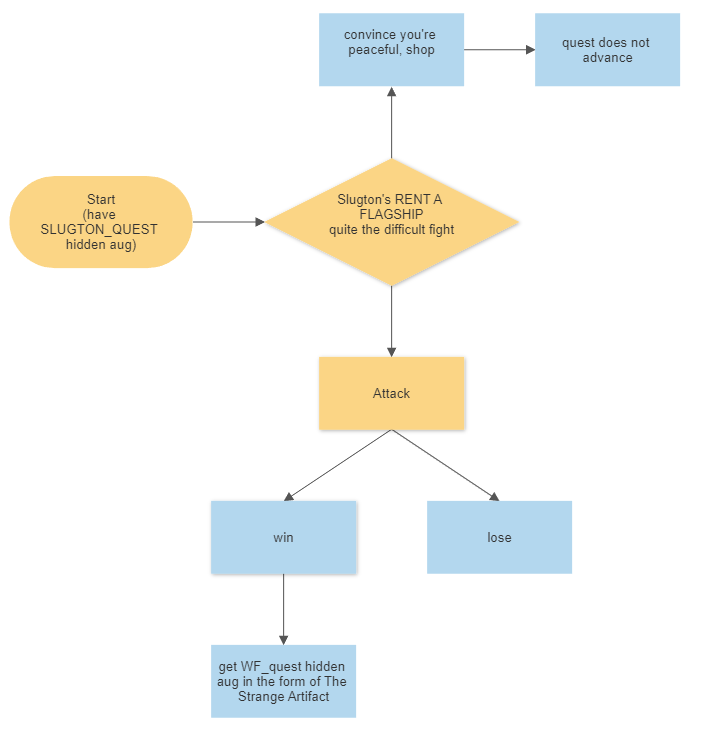 convince you're
peaceful, shop
quest does not
advance
Start
(have
SLUGTON_QUEST
hidden aug)
Slugton's RENT A
FLAGSHIP
quite the difficult fight
Attack
win
lose
get WF_quest hidden
aug in the form of The
Strange Artifact